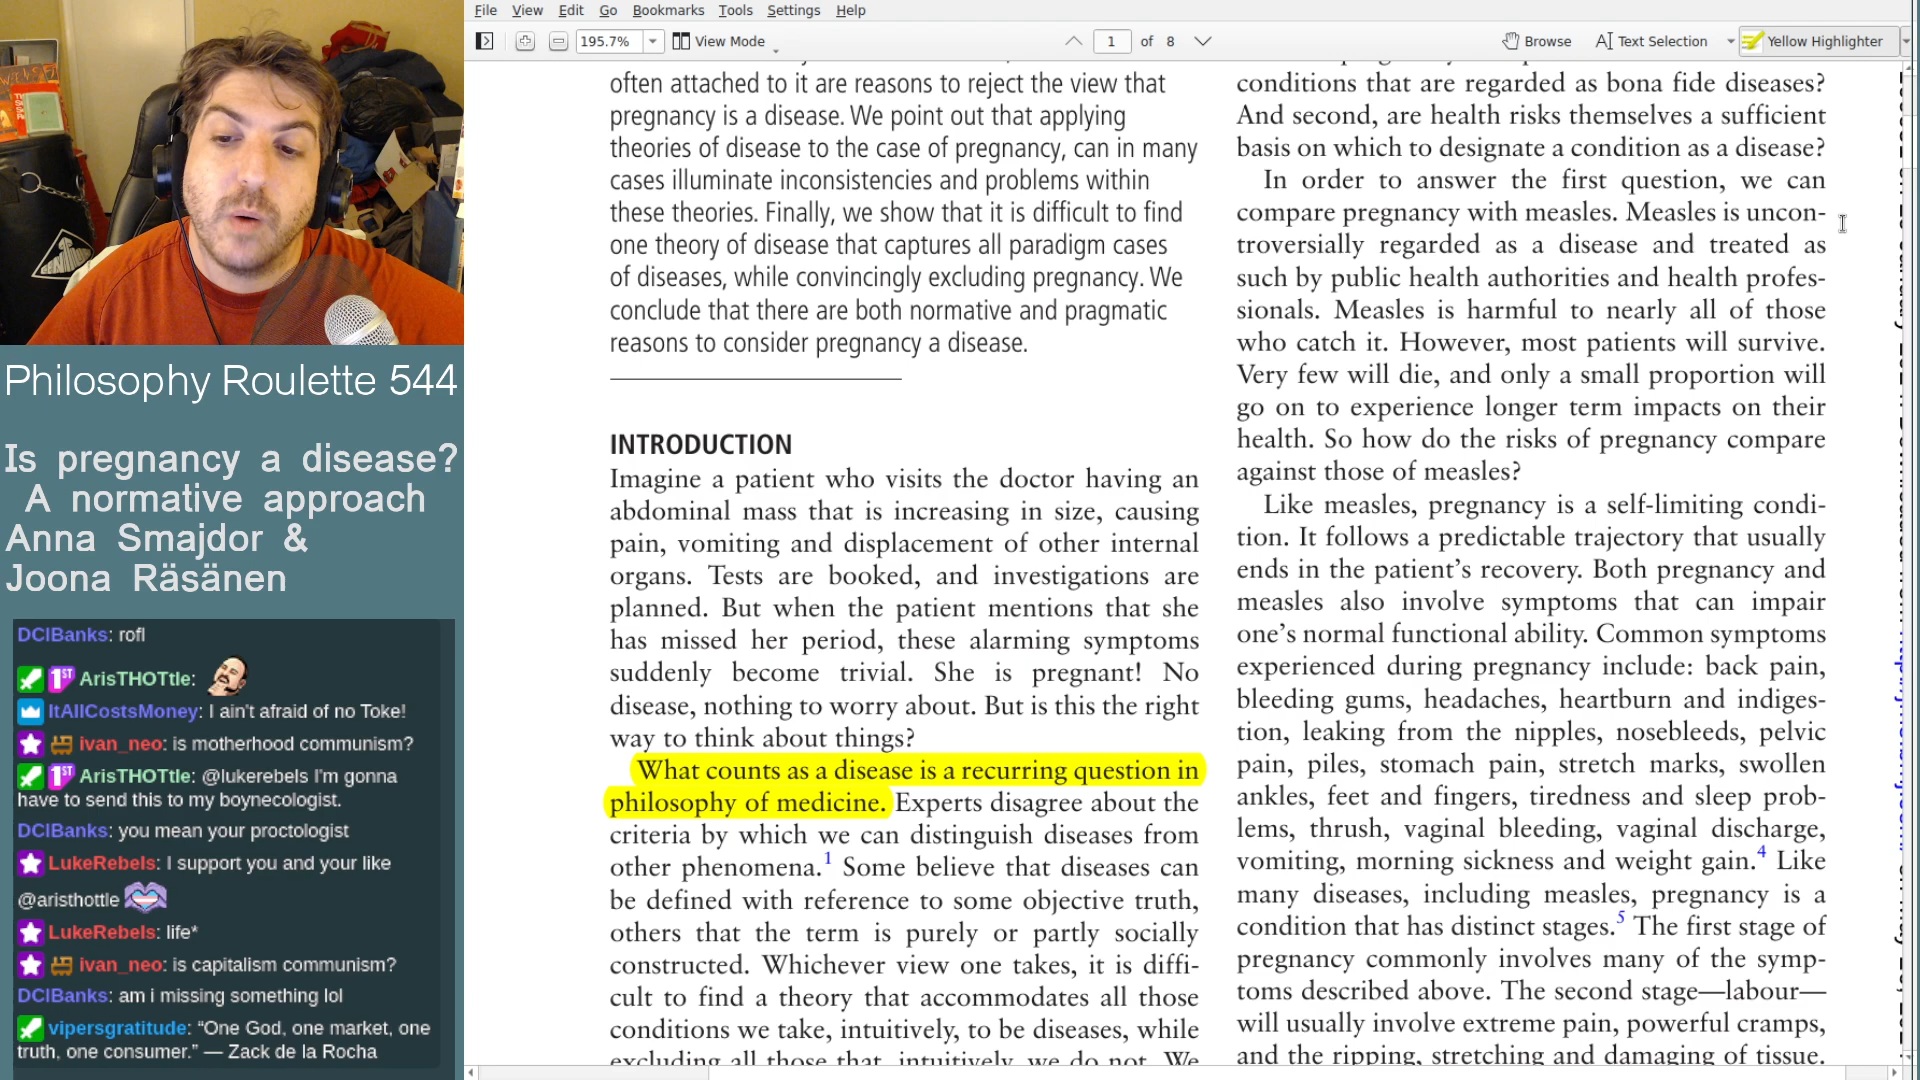 File View Edit Go Bookmarks Tools Settings Help
195.7% View Mode 1 of 8 Browse Text Selection Yellow Highlighter
often attached to it are reasons to reject the view that
pregnancy is a disease. We point out that applying
theories of disease to the case of pregnancy, can in many
cases illuminate inconsistencies and problems within
these theories. Finally, we show that it is difficult to find
one theory of disease that captures all paradigm cases
of diseases, while convincingly excluding pregnancy. We
conclude that there are both normative and pragmatic
reasons to consider pregnancy a disease.
INTRODUCTION
Imagine a patient who visits the doctor having an
abdominal mass that is increasing in size, causing
pain, vomiting and displacement of other internal
organs. Tests are booked, and investigations are
planned. But when the patient mentions that she
has missed her period, these alarming symptoms
suddenly become trivial. She is pregnant! No
disease, nothing to worry about. But is this the right
way to think about things?
What counts as a disease is a recurring question in
philosophy of medicine. Experts disagree about the
criteria by which we can distinguish diseases from
other phenomena.1 Some believe that diseases can
be defined with reference to some objective truth,
others that the term is purely or partly socially
constructed. Whichever view one takes, it is diffi-
cult to find a theory that accommodates all those
conditions we take, intuitively, to be diseases, while
excluding all those that, intuitively, we do not. We
conditions that are regarded as bona fide diseases?
And second, are health risks themselves a sufficient
basis on which to designate a condition as a disease?
In order to answer the first question, we can
compare pregnancy with measles. Measles is uncon-
troversially regarded as a disease and treated as
such by public health authorities and health profes-
sionals. Measles is harmful to nearly all of those
who catch it. However, most patients will survive.
Very few will die, and only a small proportion will
go on to experience longer term impacts on their
health. So how do the risks of pregnancy compare
against those of measles?
Like measles, pregnancy is a self-limiting condi-
tion. It follows a predictable trajectory that usually
ends in the patient's recovery. Both pregnancy and
measles also involve symptoms that can impair
one's normal functional ability. Common symptoms
experienced during pregnancy include: back pain,
bleeding gums, headaches, heartburn and indiges-
tion, leaking from the nipples, nosebleeds, pelvic
pain, piles, stomach pain, stretch marks, swollen
ankles, feet and fingers, tiredness and sleep prob-
lems, thrush, vaginal bleeding, vaginal discharge,
vomiting, morning sickness and weight gain.4 Like
many diseases, including measles, pregnancy is a
condition that has distinct stages.5 The first stage of
pregnancy commonly involves many of the symp-
toms described above. The second stage—labour—
will usually involve extreme pain, powerful cramps,
and the ripping, stretching and damaging of tissue.
Philosophy Roulette 544
Is pregnancy a disease?
A normative approach
Anna Smajdor &
Joona Räsänen
DCIBanks: rofl
1ST ArisTHOTtle:
ItAllCostsMoney: I ain't afraid of no Toke!
ivan_neo: is motherhood communism?
1ST ArisTHOTtle: @lukerebels I'm gonna
have to send this to my boynecologist.
DCIBanks: you mean your proctologist
LukeRebels: I support you and your like
@aristhottle
LukeRebels: life*
ivan_neo: is capitalism communism?
DCIBanks: am i missing something lol
vipersgratitude: “One God, one market, one
truth, one consumer.” — Zack de la Rocha